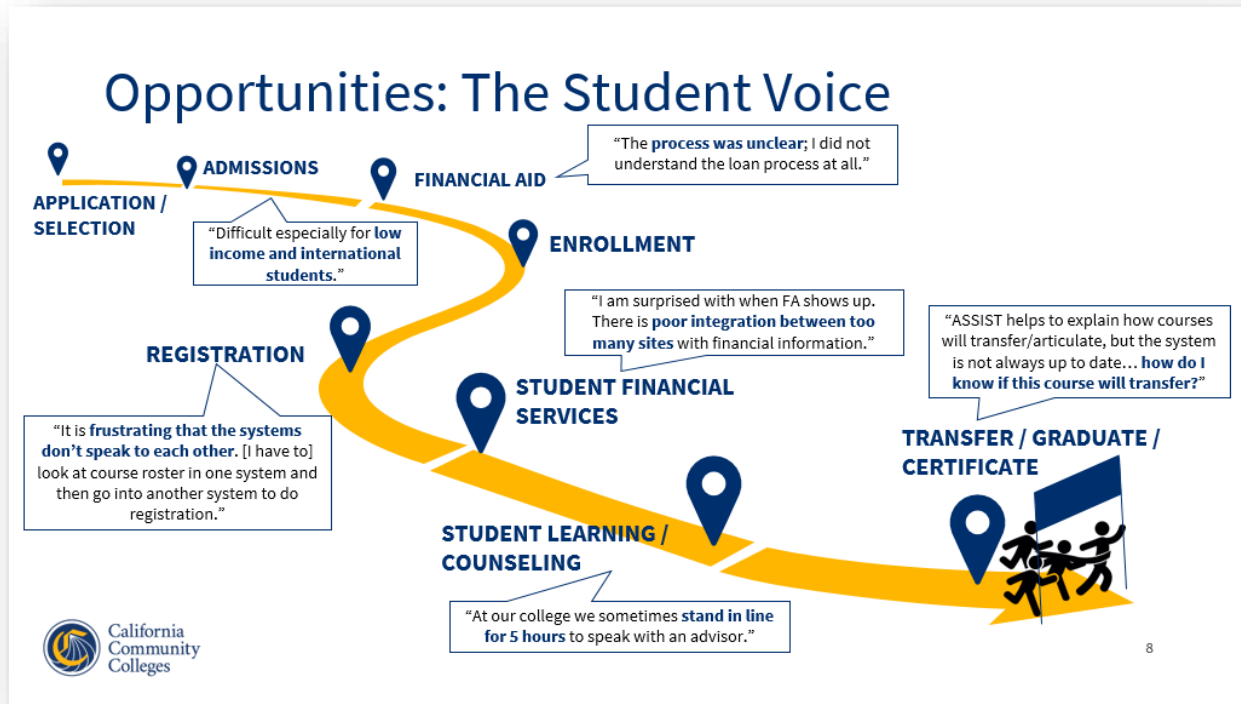 Opportunities: The Student Voice
APPLICATION /
SELECTION
ADMISSIONS
“Difficult especially for low
income and international
students.”
FINANCIAL AID
“The process was unclear; I did not
understand the loan process at all.”
ENROLLMENT
REGISTRATION
“It is frustrating that the systems
don’t speak to each other. [I have to]
look at course roster in one system and
then go into another system to do
registration.”
“I am surprised with when FA shows up.
There is poor integration between too
many sites with financial information.”
STUDENT FINANCIAL
SERVICES
STUDENT LEARNING /
COUNSELING
“At our college we sometimes stand in line
for 5 hours to speak with an advisor.”
“ASSIST helps to explain how courses
will transfer/articulate, but the system
is not always up to date… how do I
know if this course will transfer?”
TRANSFER / GRADUATE /
CERTIFICATE
California
Community
Colleges
8